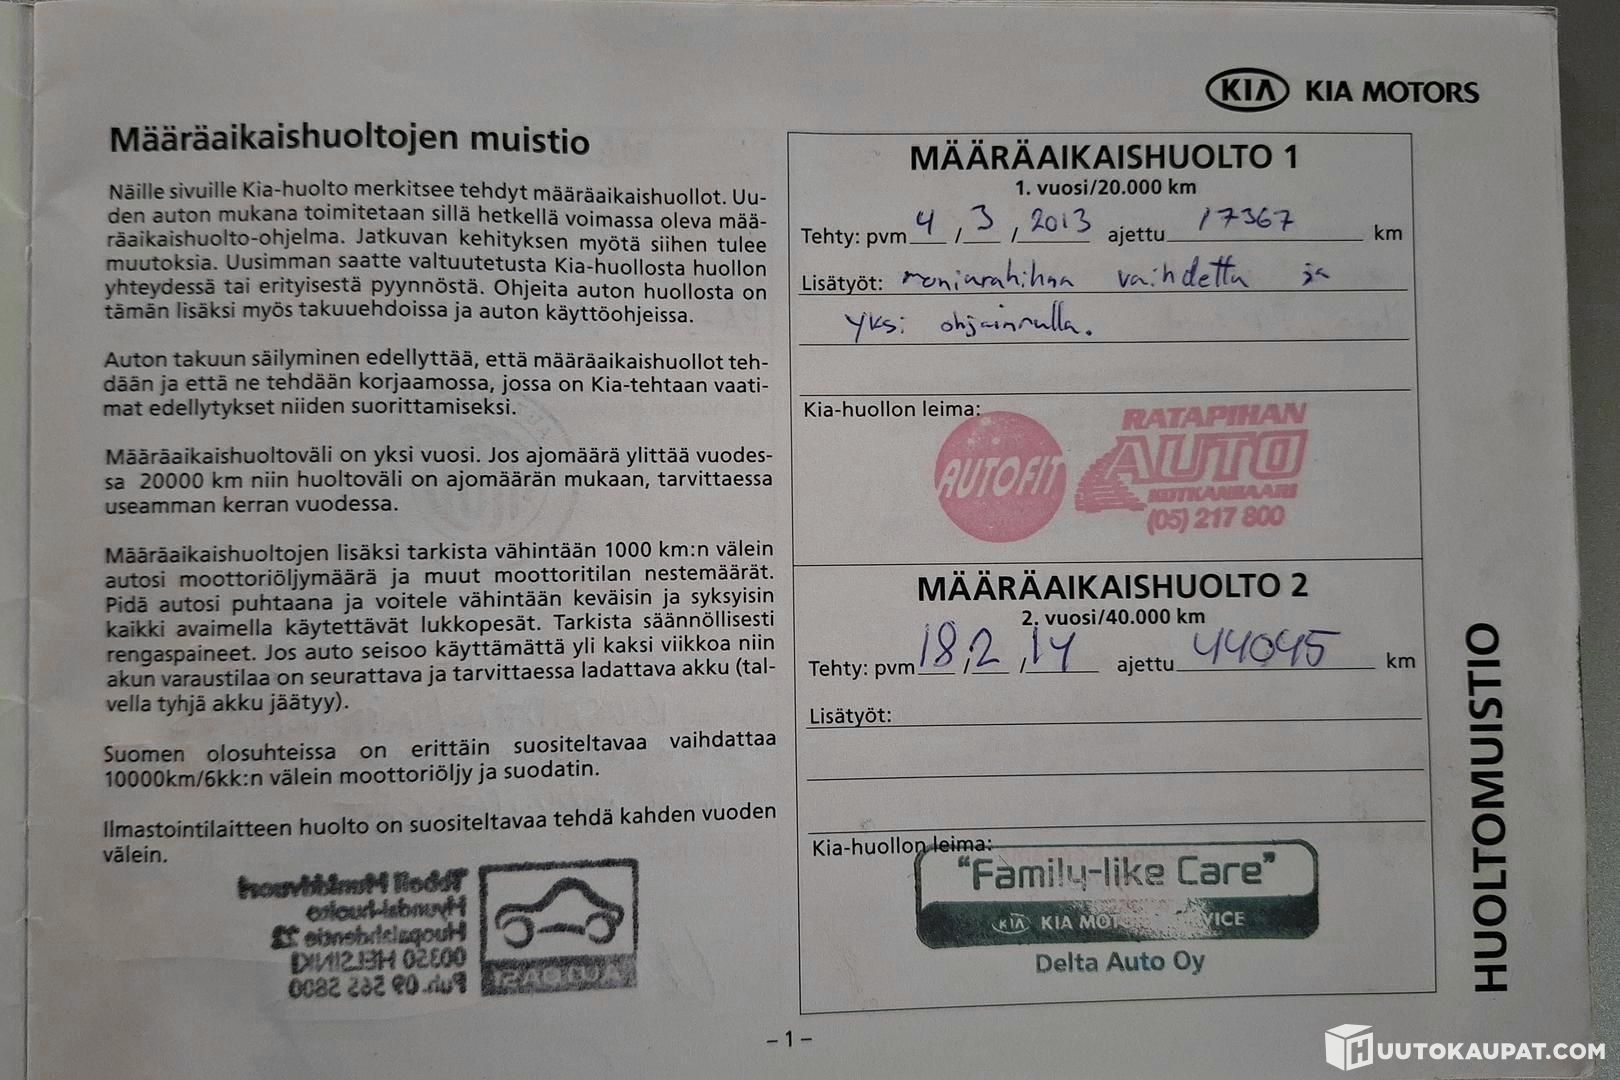 KIA KIA MOTORS
Määräaikaishuoltojen muistio
Näille sivuille Kia-huolto merkitsee tehdyt määräaikaishuollot. Uu-
den auton mukana toimitetaan sillä hetkellä voimassa oleva mää-
räaikaishuolto-ohjelma. Jatkuvan kehityksen myötä siihen tulee
muutoksia. Uusimman saatte valtuutetusta Kia-huollosta huollon
yhteydessä tai erityisestä pyynnöstä. Ohjeita auton huollosta on
tämän lisäksi myös takuuehdoissa ja auton käyttöohjeissa.
Auton takuun säilyminen edellyttää, että määräaikaishuollot teh-
dään ja että ne tehdään korjaamossa, jossa on Kia-tehtaan vaati-
mat edellytykset niiden suorittamiseksi.
Määräaikaishuoltoväli on yksi vuosi. Jos ajomäärä ylittää vuodes-
sa 20000 km niin huoltoväli on ajomäärän mukaan, tarvittaessa
useamman kerran vuodessa.
Määräaikaishuoltojen lisäksi tarkista vähintään 1000 km:n välein
autosi moottoriöljymäärä ja muut moottoritilan nestemäärät.
Pidä autosi puhtaana ja voitele vähintään keväisin ja syksyisin
kaikki avaimella käytettävät lukkopesät. Tarkista säännöllisesti
rengaspaineet. Jos auto seisoo käyttämättä yli kaksi viikkoa niin
akun varaustilaa on seurattava ja tarvittaessa ladattava akku (tal-
vella tyhjä akku jäätyy).
Suomen olosuhteissa on erittäin suositeltavaa vaihdattaa
10000km/6kk:n välein moottoriöljy ja suodatin.
Ilmastointilaitteen huolto on suositeltavaa tehdä kahden vuoden
välein.
00350 HELSINKI
Puh. 09 565 5800
MÄÄRÄAIKAISHUOLTO 1
1. vuosi/20.000 km
Tehty: pvm 4 / 3 / 2013 ajettu 17367 km
Lisätyöt: vaihdettu ja
yksi ohjainrulla.
Kia-huollon leima:
AUTOFIT
RATAPIHAN
AUTO
(05) 217 800
MÄÄRÄAIKAISHUOLTO 2
2. vuosi/40.000 km
Tehty: pvm 18 / 2 / 14 ajettu 44045 km
Lisätyöt:
Kia-huollon leima:
"Family-like Care"
KIA KIA
Delta Auto Oy
HUOLTOMUISTIO
– 1 –
HUUTOKAUPAT.COM